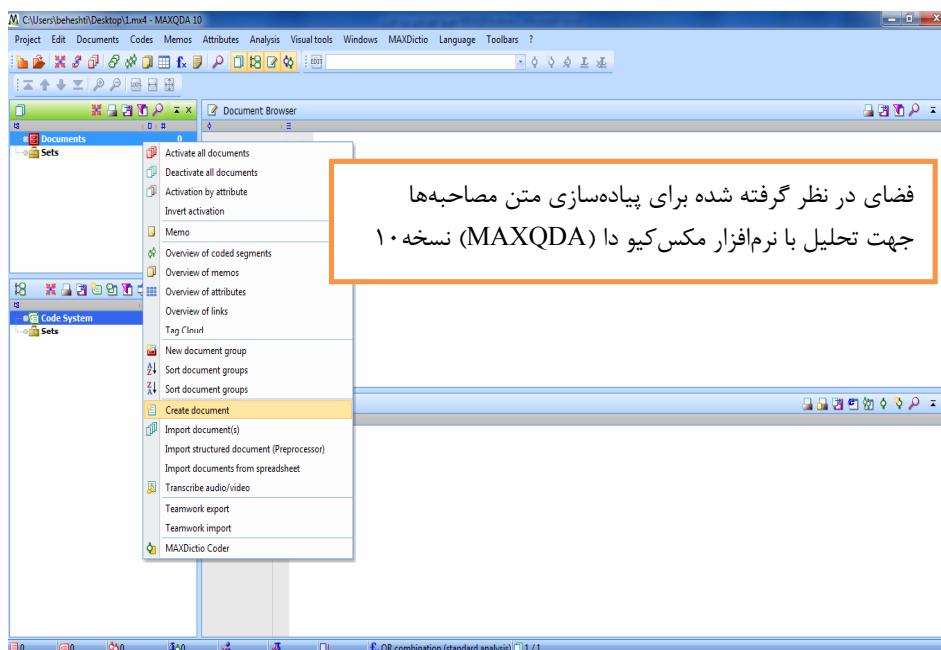 C:\Users\beheshti\Desktop\1.mx4 - MAXQDA 10
Project Edit Documents Codes Memos Attributes Analysis Visual tools Windows MAXDictio Language Toolbars ?
Document Browser
Documents 0
Sets
Activate all documents
Deactivate all documents
Activation by attribute
Invert activation
Memo
Overview of coded segments
Overview of memos
Overview of attributes
Overview of links
Tag Cloud
New document group
Sort document groups
Sort document groups
Create document
Import document(s)
Import structured document (Preprocessor)
Import documents from spreadsheet
Transcribe audio/video
Teamwork export
Teamwork import
MAXDictio Coder
فضای در نظر گرفته شده برای پیاده‌سازی متن مصاحبه‌ها
جهت تحلیل با نرم‌افزار مکس‌کیو دا (MAXQDA) نسخه ۱۰
Code System
Sets
OR combination (standard analysis) 1 / 1